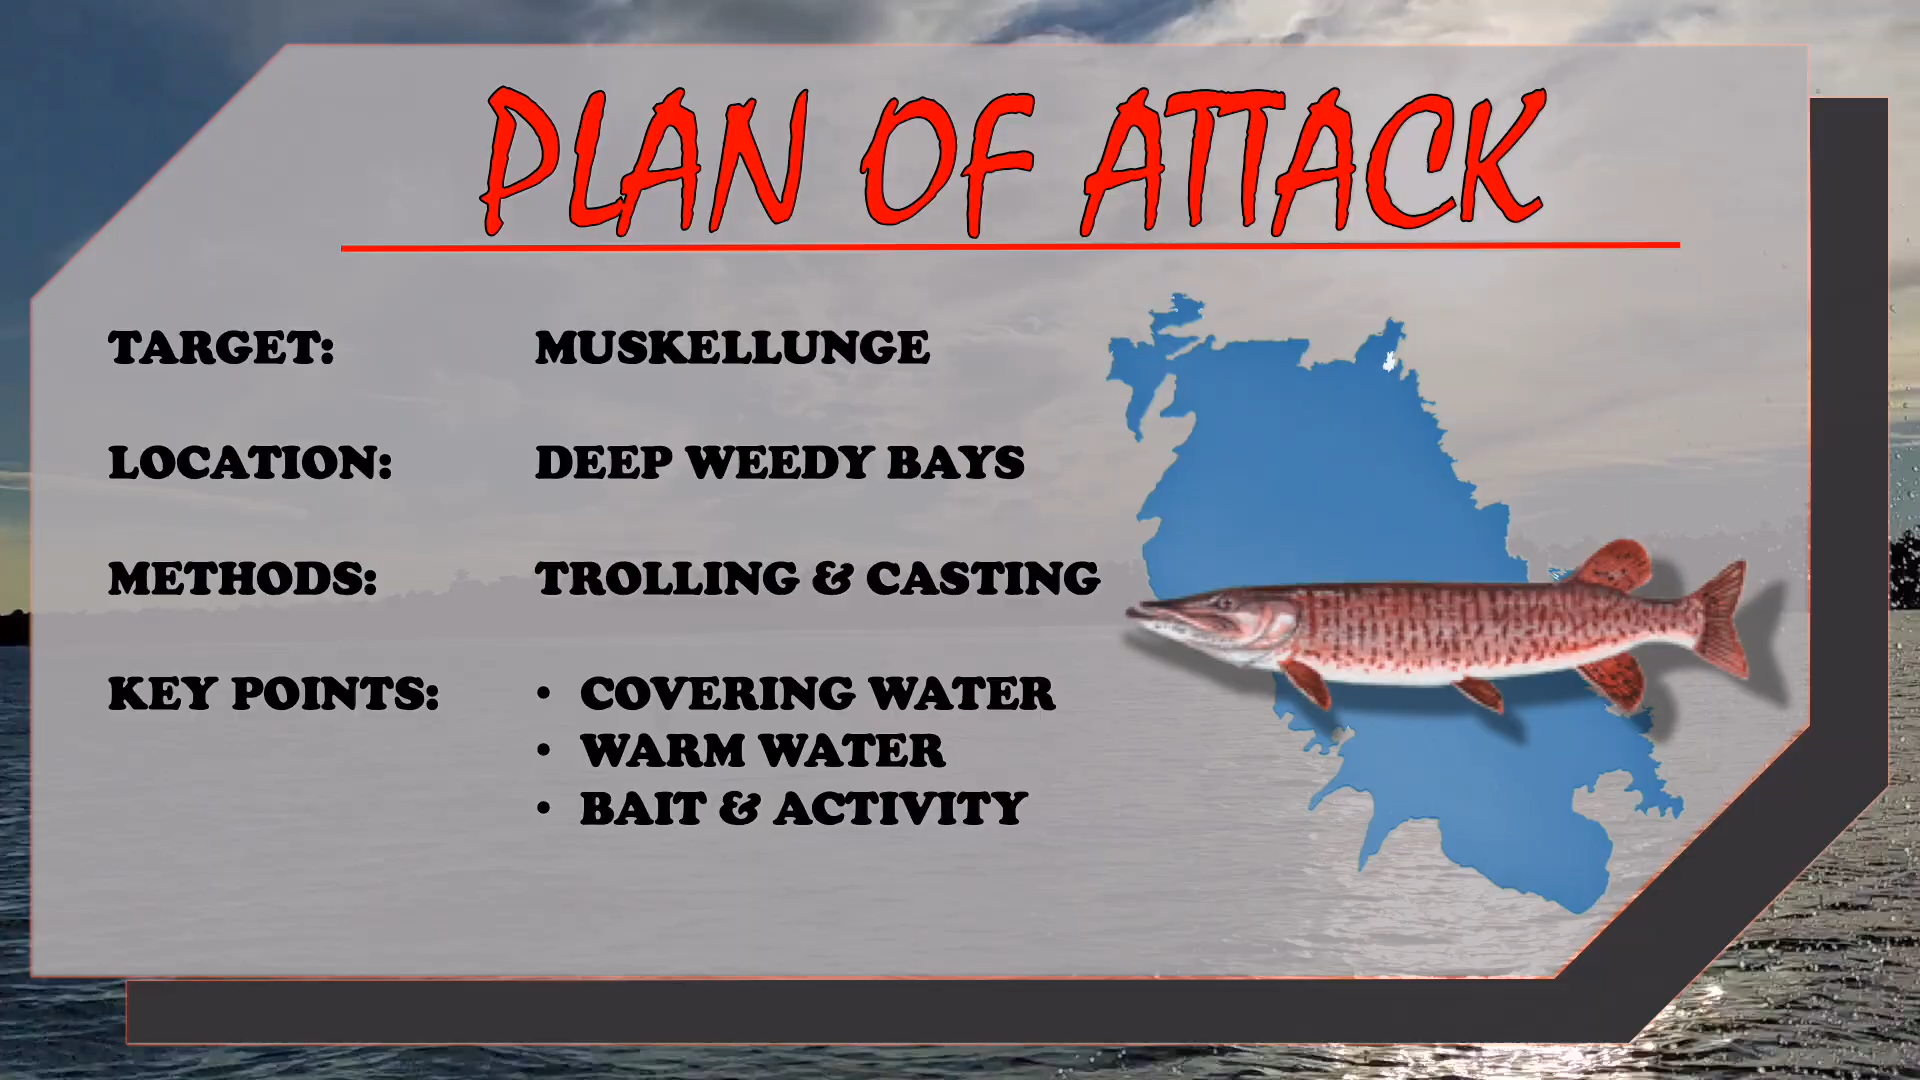 PLAN OF ATTACK
TARGET: MUSKELLUNGE
LOCATION: DEEP WEEDY BAYS
METHODS: TROLLING & CASTING
KEY POINTS: • COVERING WATER
• WARM WATER
• BAIT & ACTIVITY